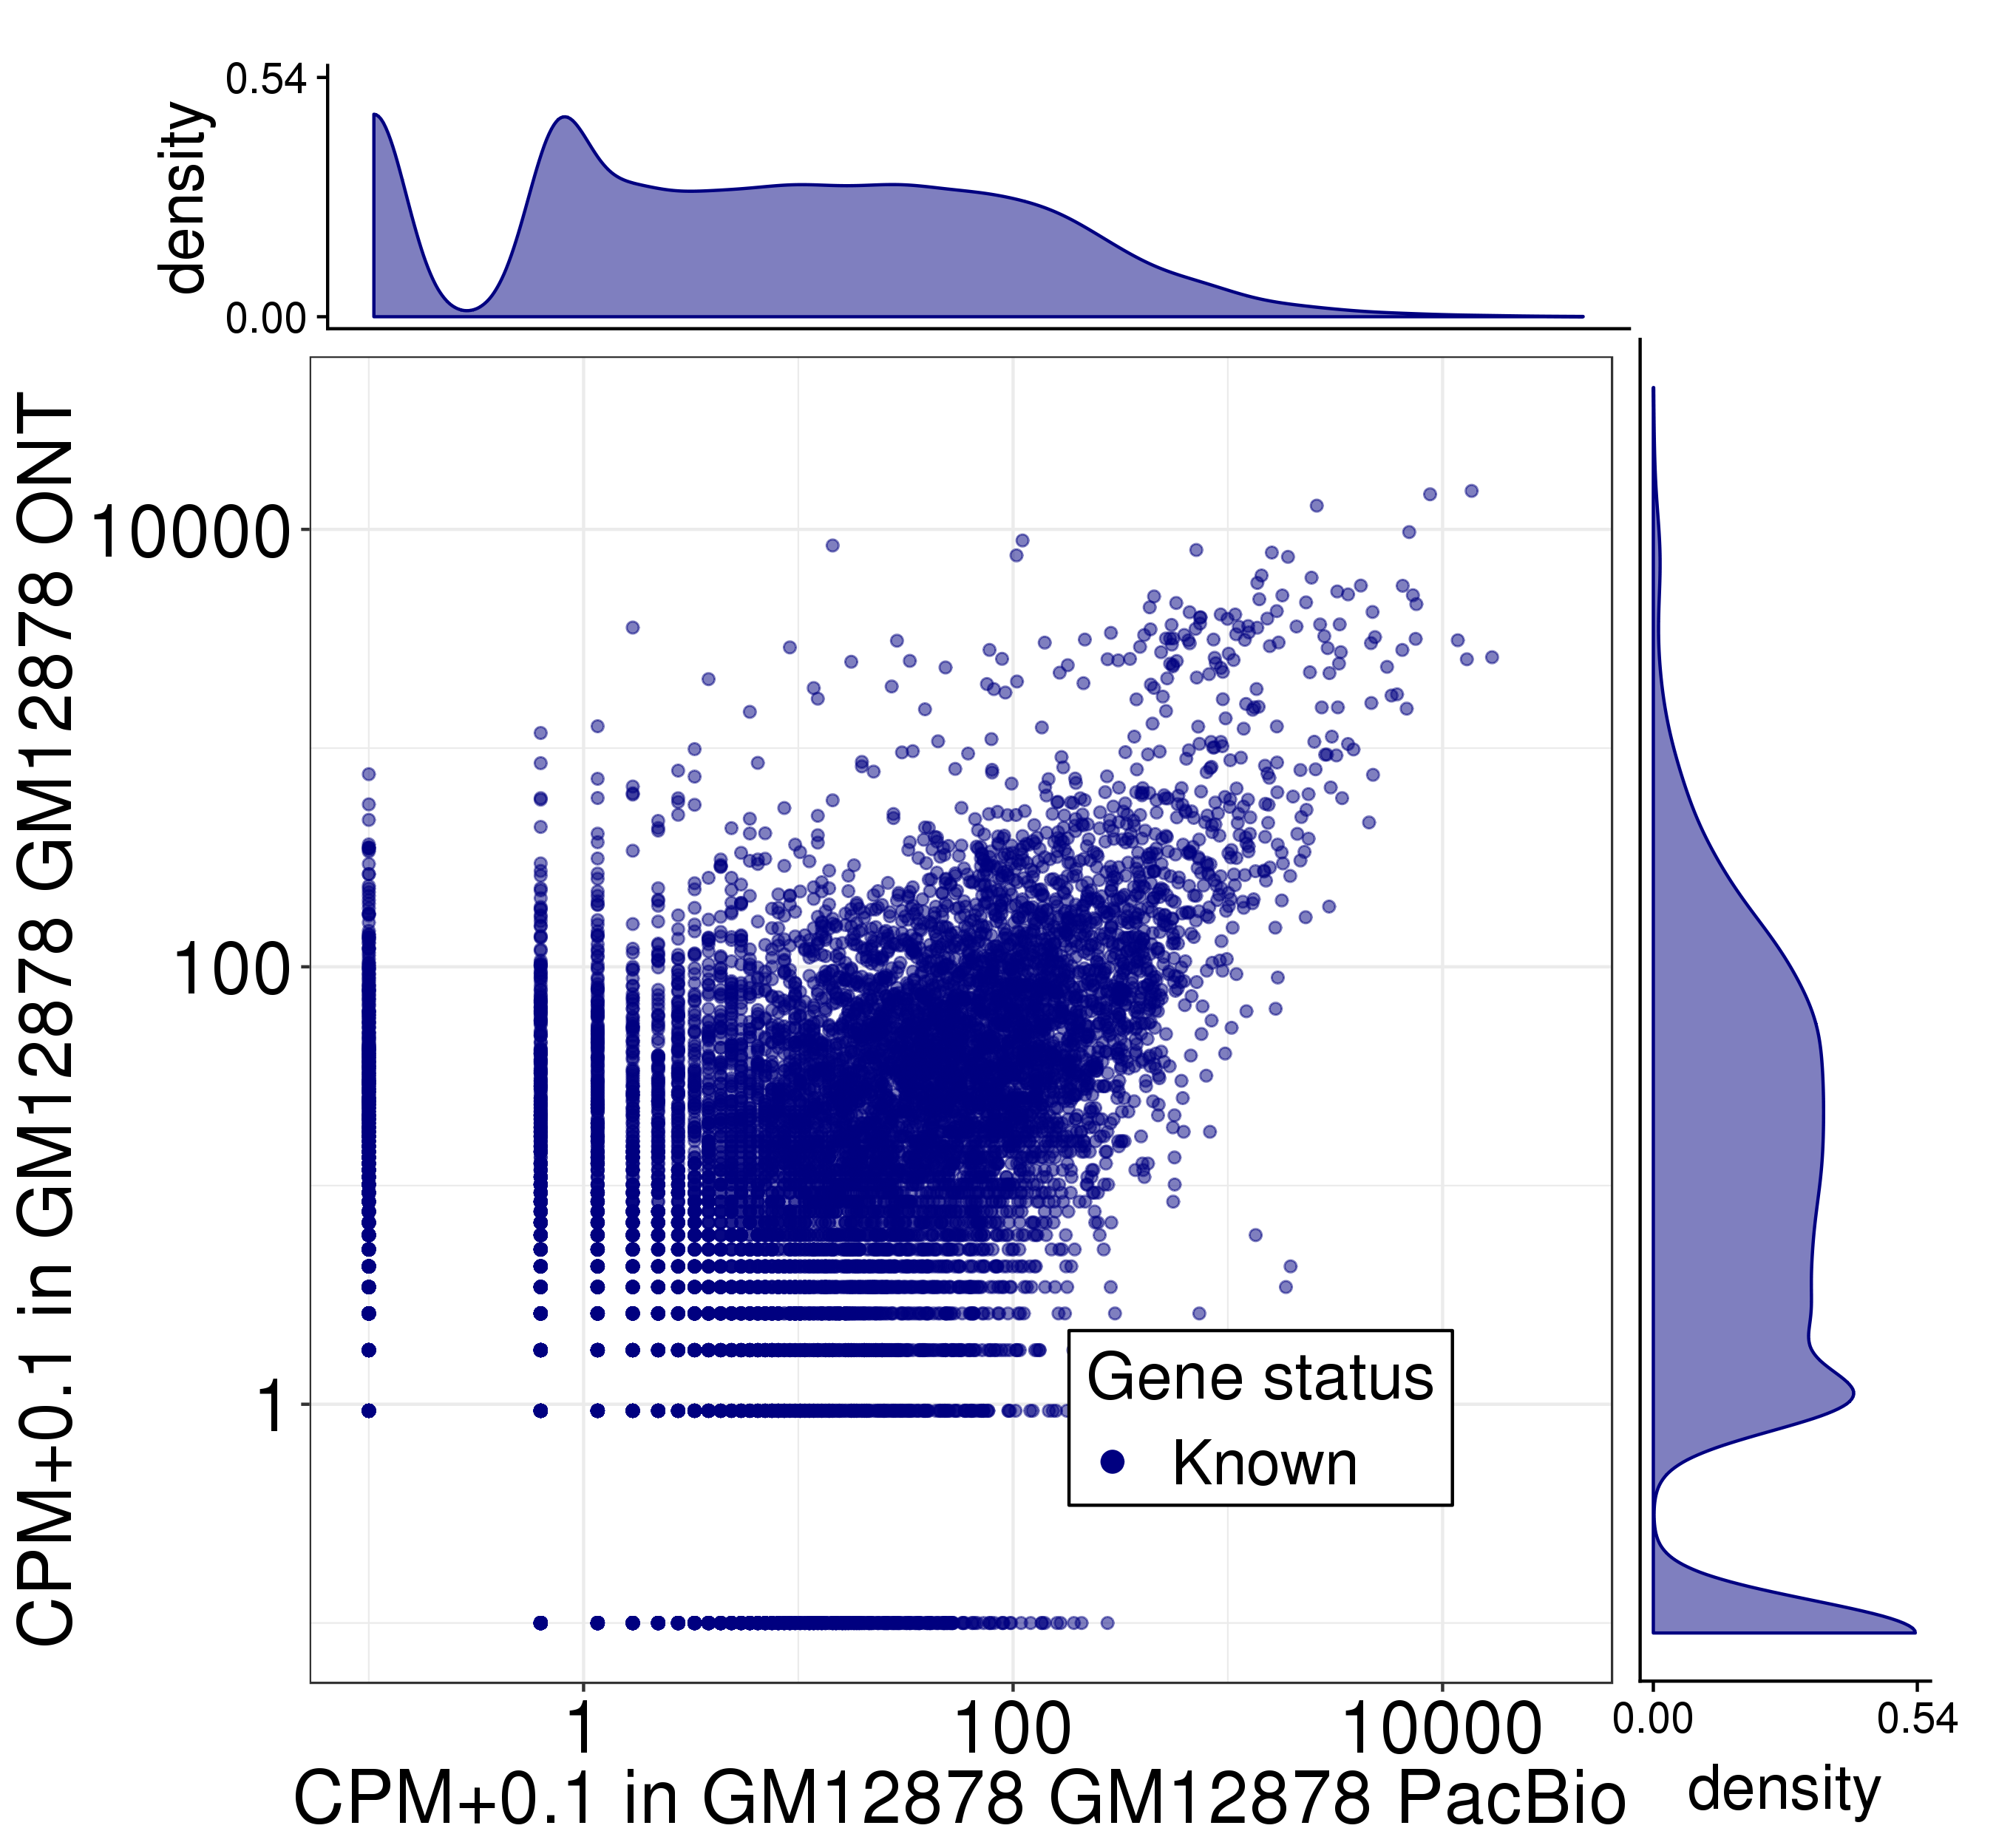 0.54
density
0.00
CPM+0.1 in GM12878 GM12878 ONT
10000
100
1
Gene status
Known
1
100
10000
CPM+0.1 in GM12878 GM12878 PacBio
0.00
0.54
density